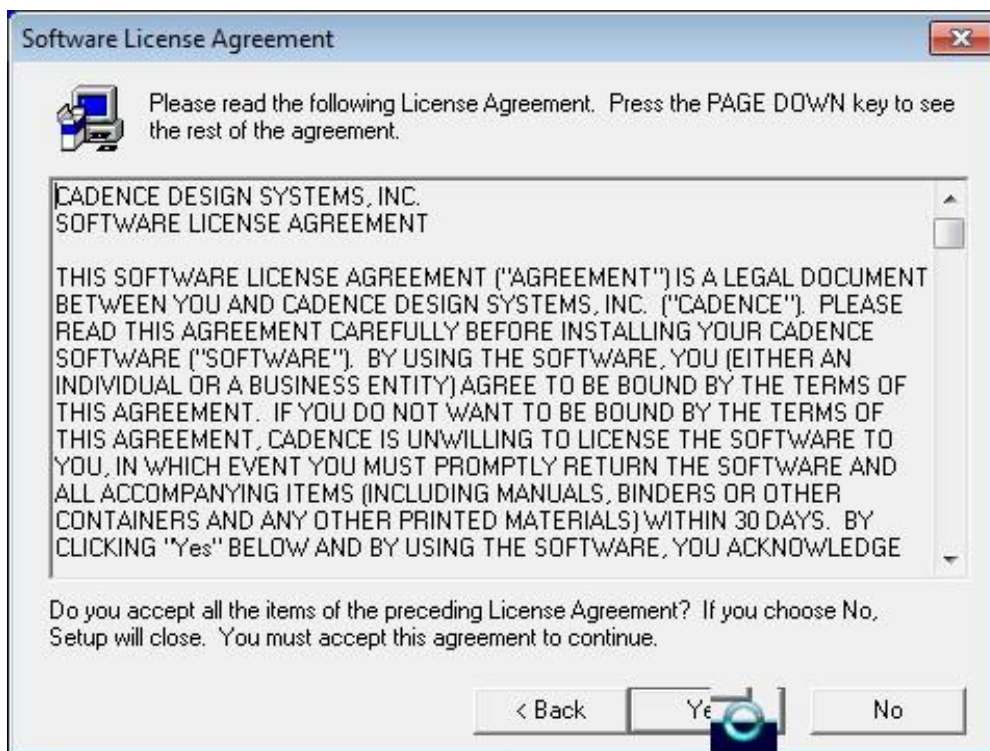 Software License Agreement
Please read the following License Agreement. Press the PAGE DOWN key to see
the rest of the agreement.
CADENCE DESIGN SYSTEMS, INC.
SOFTWARE LICENSE AGREEMENT
THIS SOFTWARE LICENSE AGREEMENT ("AGREEMENT") IS A LEGAL DOCUMENT
BETWEEN YOU AND CADENCE DESIGN SYSTEMS, INC. ("CADENCE"). PLEASE
READ THIS AGREEMENT CAREFULLY BEFORE INSTALLING YOUR CADENCE
SOFTWARE ("SOFTWARE"). BY USING THE SOFTWARE, YOU (EITHER AN
INDIVIDUAL OR A BUSINESS ENTITY) AGREE TO BE BOUND BY THE TERMS OF
THIS AGREEMENT. IF YOU DO NOT WANT TO BE BOUND BY THE TERMS OF
THIS AGREEMENT, CADENCE IS UNWILLING TO LICENSE THE SOFTWARE TO
YOU, IN WHICH EVENT YOU MUST PROMPTLY RETURN THE SOFTWARE AND
ALL ACCOMPANYING ITEMS (INCLUDING MANUALS, BINDERS OR OTHER
CONTAINERS AND ANY OTHER PRINTED MATERIALS) WITHIN 30 DAYS. BY
CLICKING "Yes" BELOW AND BY USING THE SOFTWARE, YOU ACKNOWLEDGE
Do you accept all the items of the preceding License Agreement? If you choose No,
Setup will close. You must accept this agreement to continue.
< Back
No